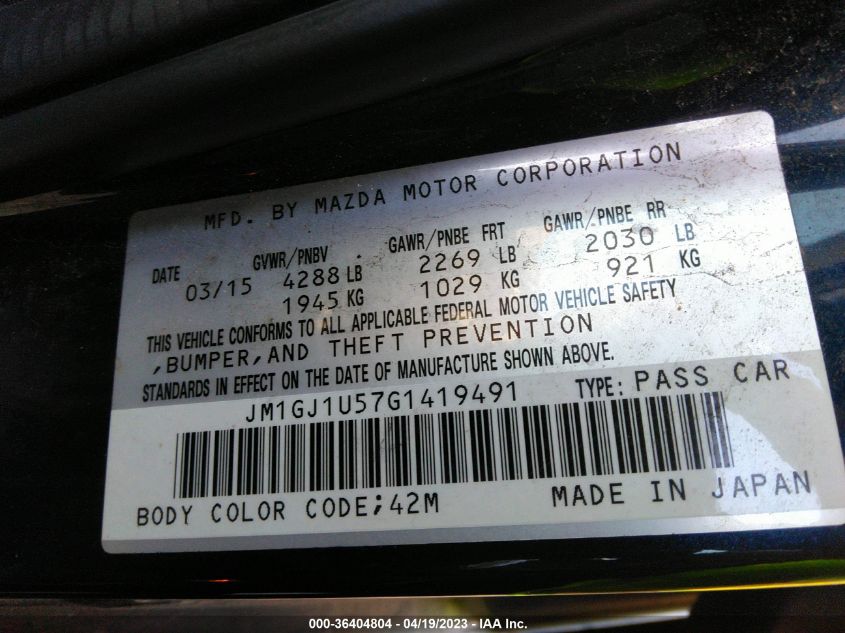 MFD. BY MAZDA MOTOR CORPORATION
DATE GVWR/PNBV GAWR/PNBE FRT GAWR/PNBE RR
03/15 4288 LB 2269 LB 2030 LB
1945 KG 1029 KG 921 KG
THIS VEHICLE CONFORMS TO ALL APPLICABLE FEDERAL MOTOR VEHICLE SAFETY
,BUMPER,AND THEFT PREVENTION
STANDARDS IN EFFECT ON THE DATE OF MANUFACTURE SHOWN ABOVE.
JM1GJ1U57G1419491 TYPE: PASS CAR
BODY COLOR CODE;42M MADE IN JAPAN
000-36404804 - 04/19/2023 - IAA Inc.